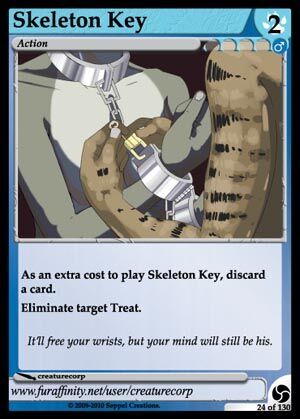 Skeleton Key
2
Action
As an extra cost to play Skeleton Key, discard
a card.
Eliminate target Treat.
It'll free your wrists, but your mind will still be his.
creaturecorp
www.furaffinity.net/user/creaturecorp
© 2009-2010 Seppel Creations.
24 of 130